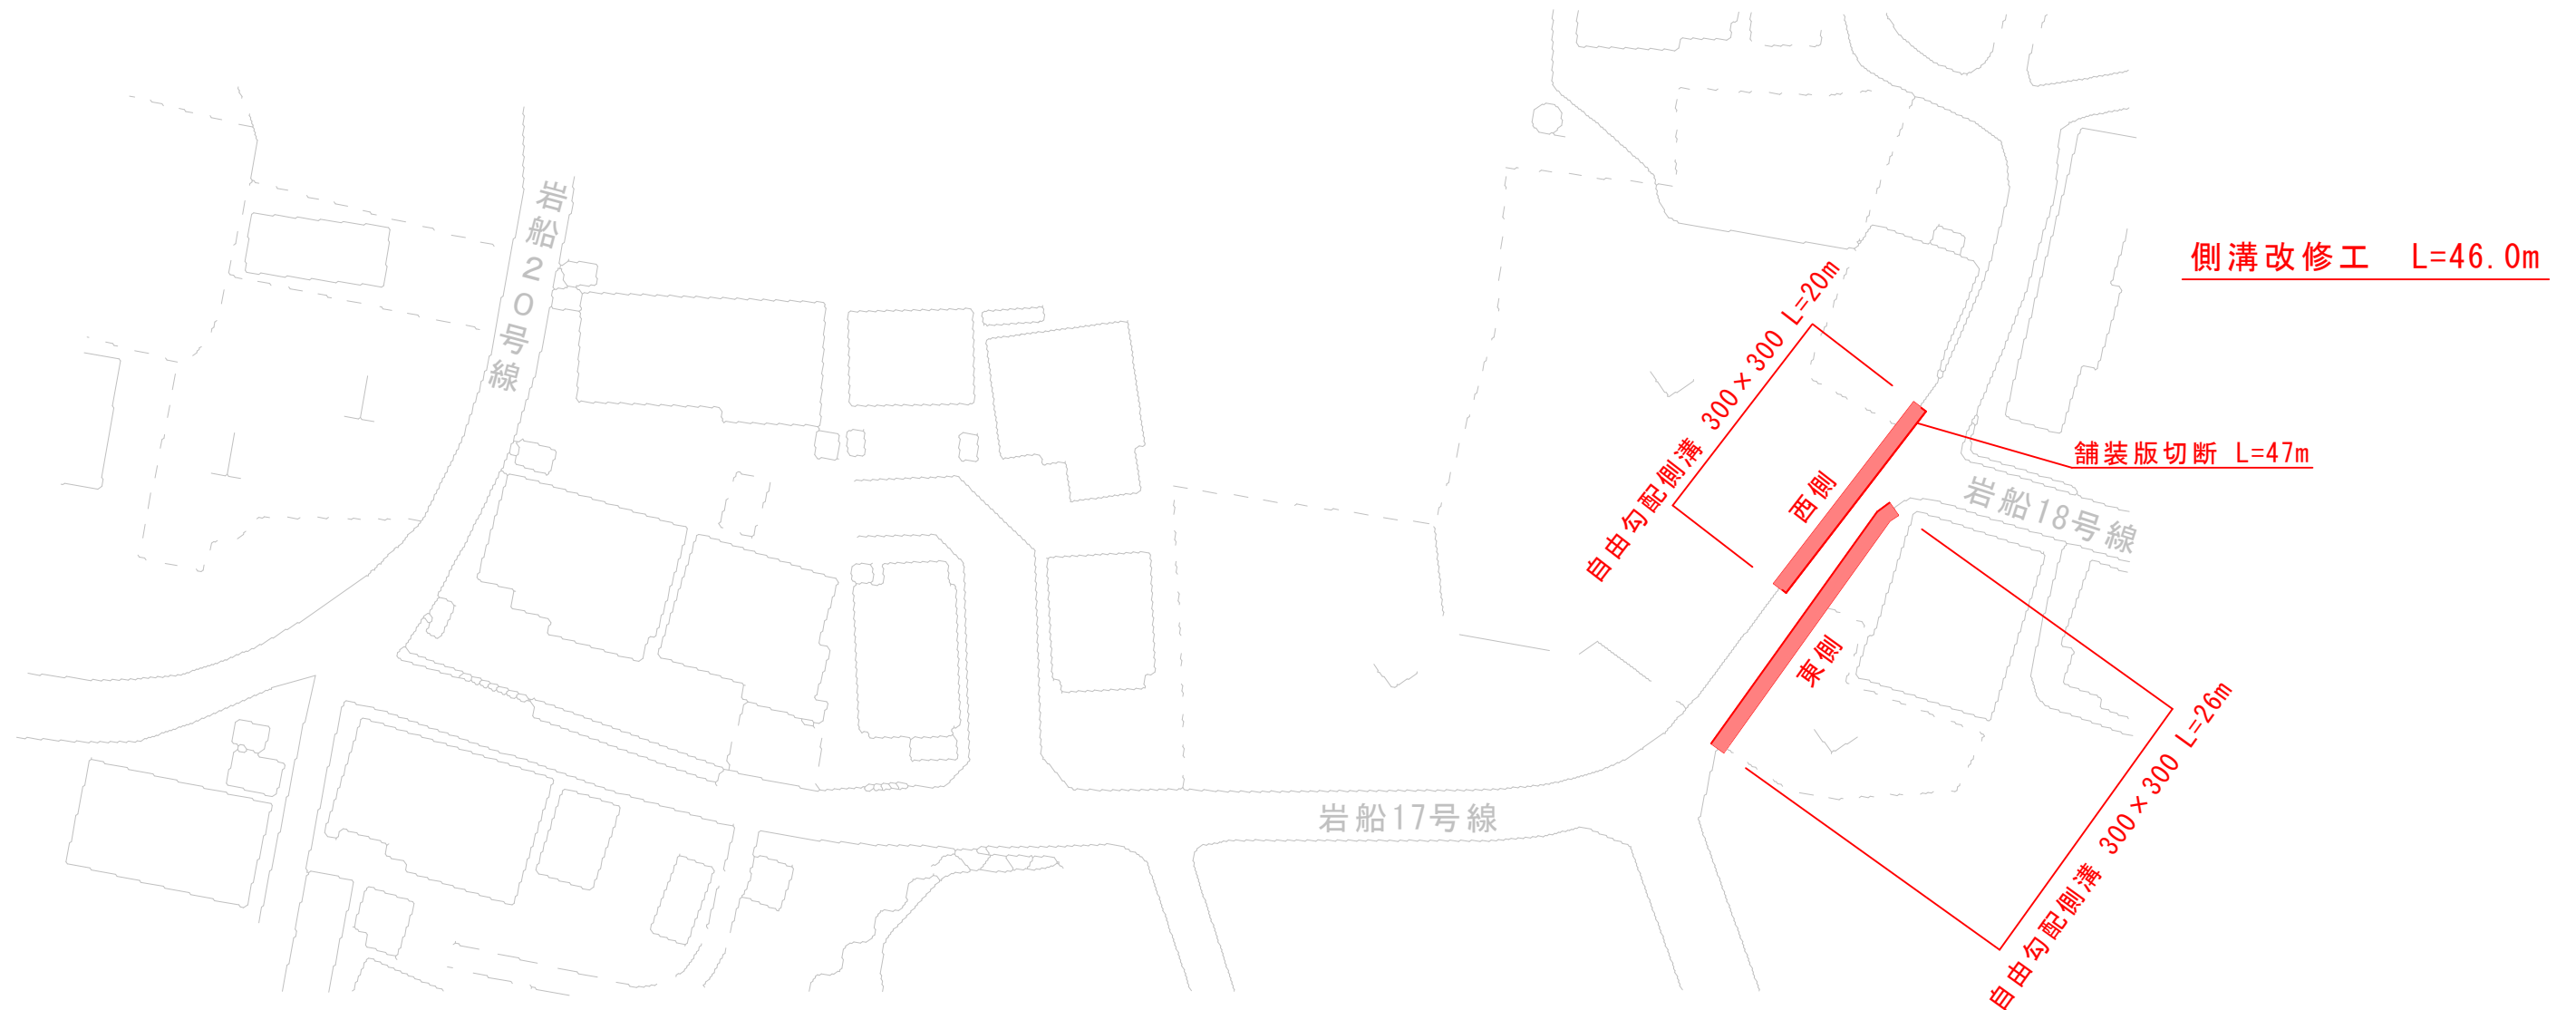 岩船20号線
側溝改修工 L=46.0m
自由勾配側溝 300×300 L=20m
舗装版切断 L=47m
西側
岩船18号線
東側
自由勾配側溝 300×300 L=26m
岩船17号線